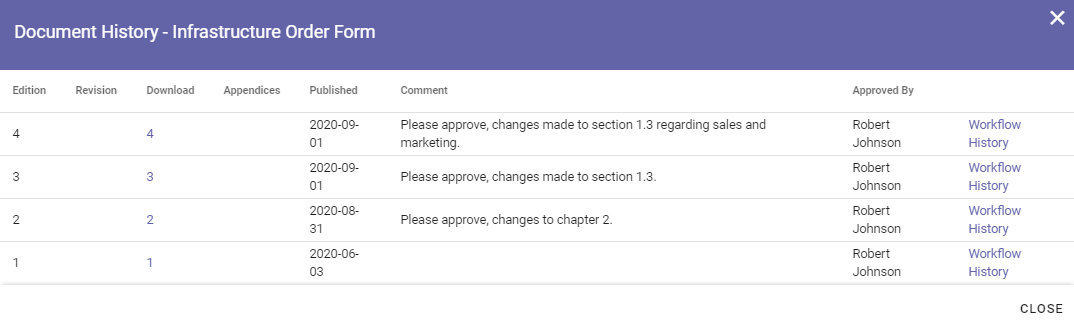 Document History - Infrastructure Order Form
Edition Revision Download Appendices Published Comment Approved By
4 4 2020-09-01 Please approve, changes made to section 1.3 regarding sales and marketing. Robert Johnson Workflow History
3 3 2020-09-01 Please approve, changes made to section 1.3. Robert Johnson Workflow History
2 2 2020-08-31 Please approve, changes to chapter 2. Robert Johnson Workflow History
1 1 2020-06-03 Robert Johnson Workflow History
CLOSE